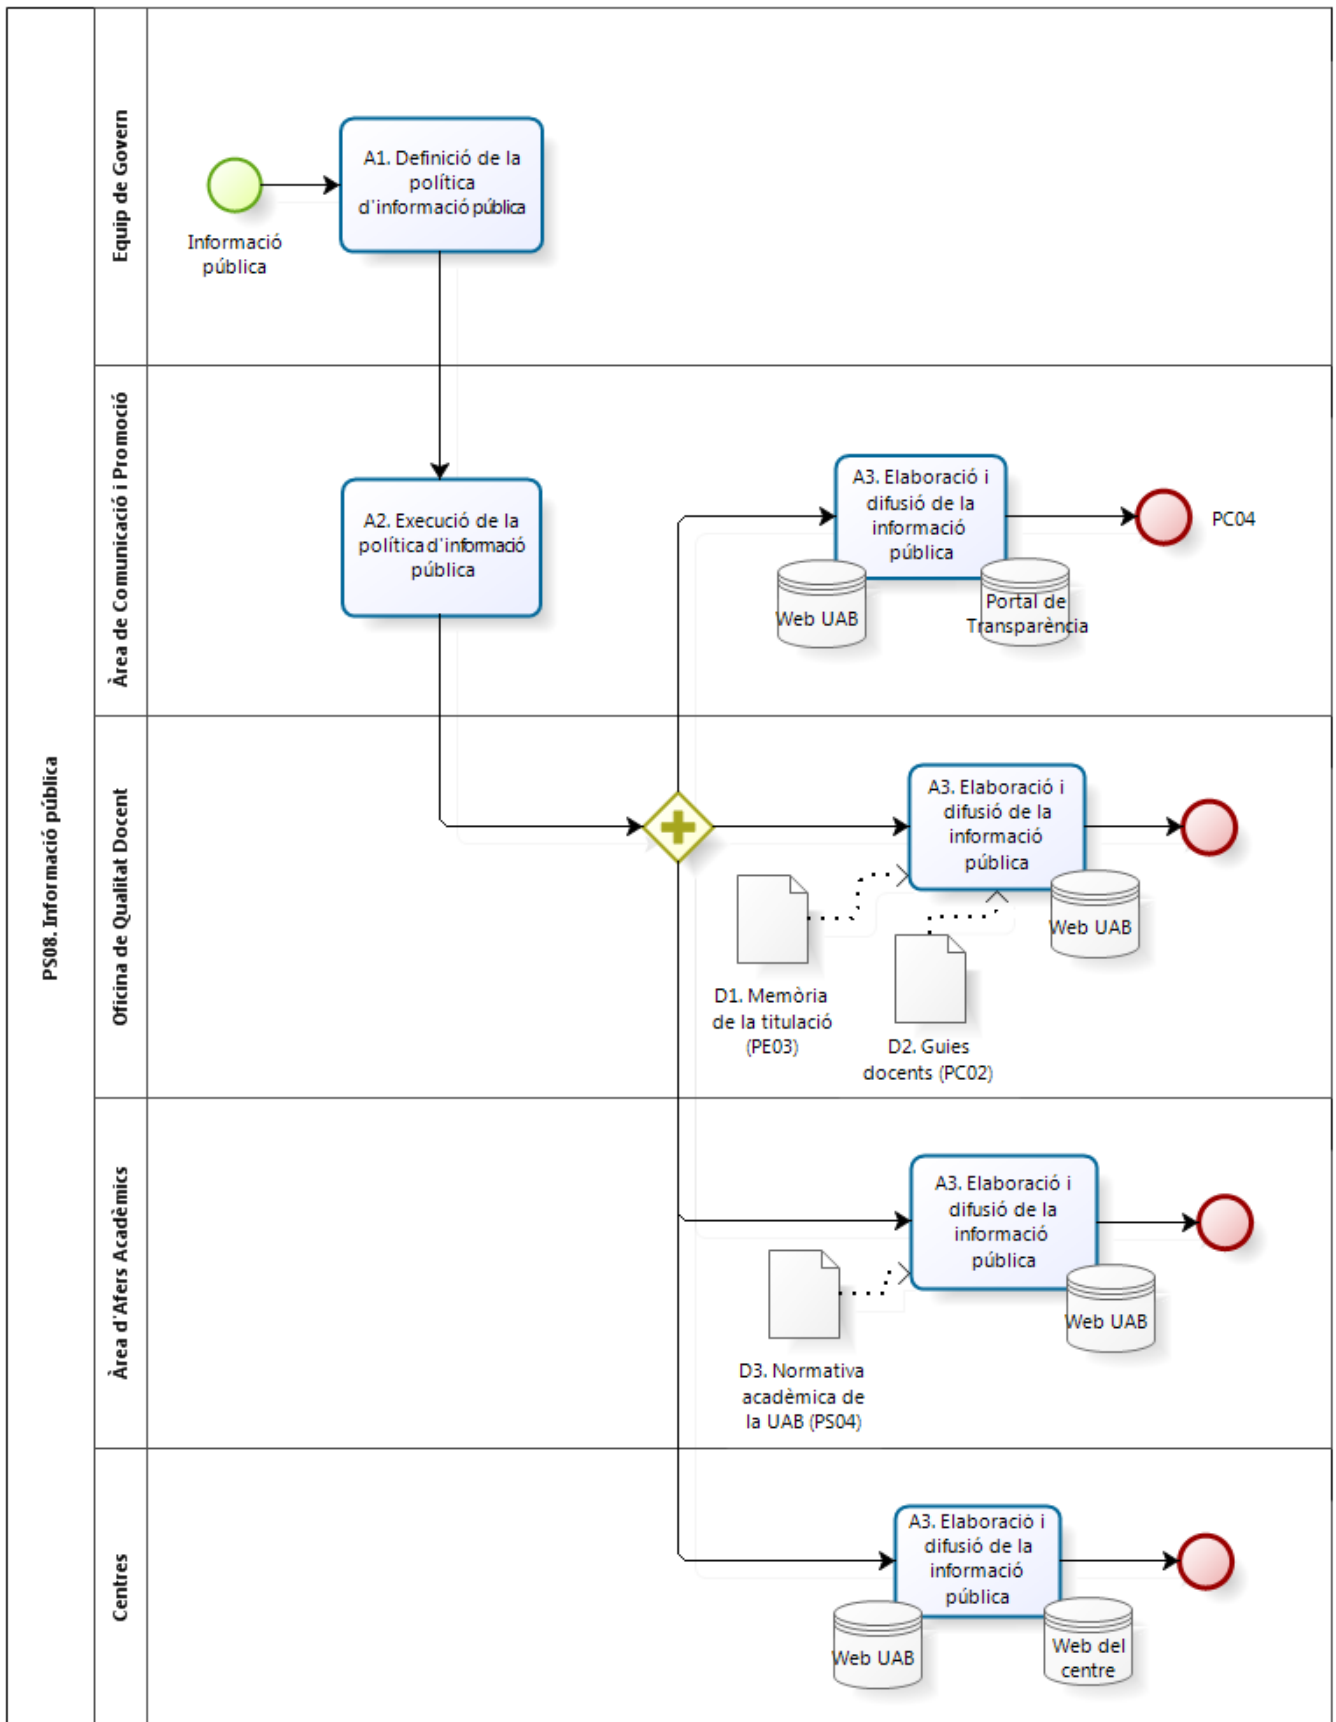 PS08. Informació pública
Equip de Govern
Informació
pública
A1. Definició de la
política
d'informació pública
Àrea de Comunicació i Promoció
A2. Execució de la
política d'informació
pública
A3. Elaboració i
difusió de la
informació
pública
Web UAB
Portal de
Transparència
PC04
Oficina de Qualitat Docent
A3. Elaboració i
difusió de la
informació
pública
Web UAB
D1. Memòria
de la titulació
(PE03)
D2. Guies
docents (PC02)
Àrea d'Afers Acadèmics
A3. Elaboració i
difusió de la
informació
pública
Web UAB
D3. Normativa
acadèmica de
la UAB (PS04)
Centres
A3. Elaboració i
difusió de la
informació
pública
Web UAB
Web del
centre